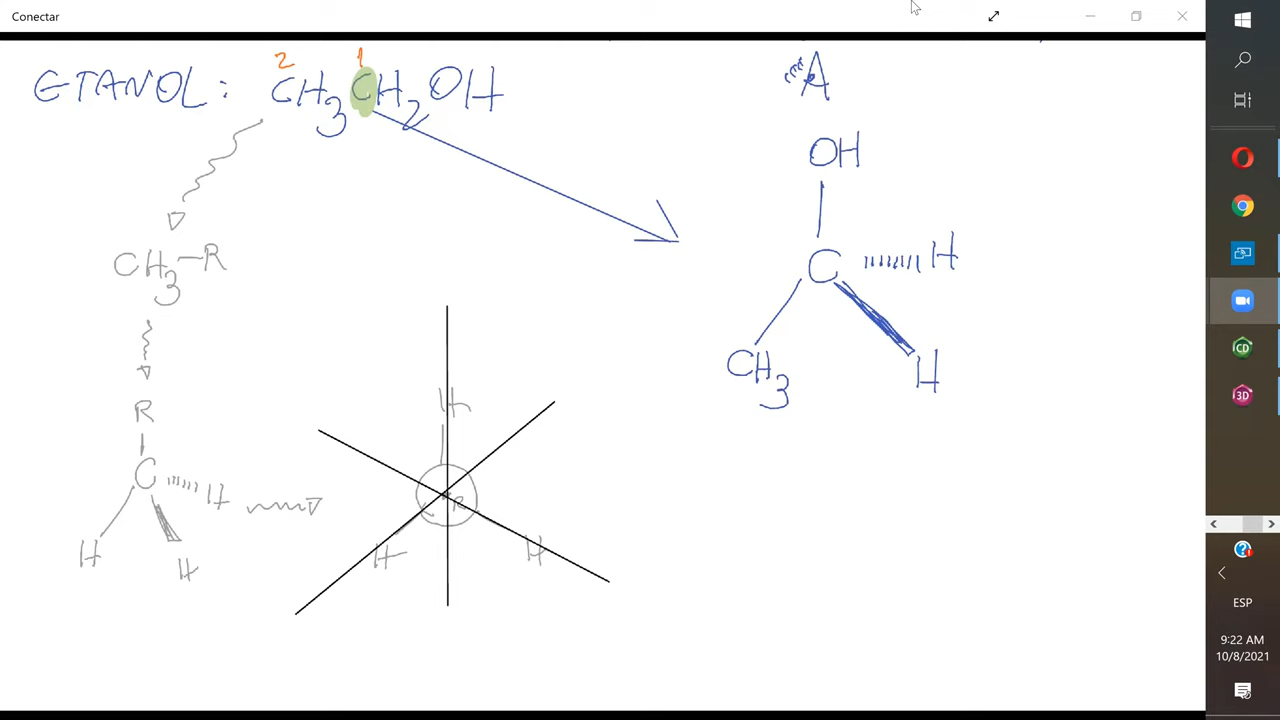 Conectar
2 1
ETANOL: CH3CH2OH
A
OH
C H
CH3 H
CH3-R
R
C H
H H
H
R
H H
ESP
9:22 AM
10/8/2021